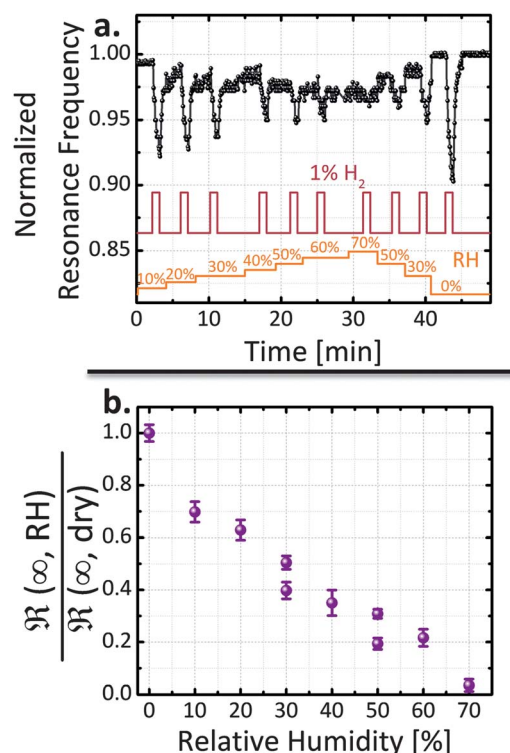 a.
Normalized
Resonance Frequency
1.00
0.95
0.90
0.85
1% H₂
RH
10% 20% 30% 40% 50% 60% 70% 50% 30% 0%
0 10 20 30 40
Time [min]
b.
ℜ (∞, RH)
ℜ (∞, dry)
1.0
0.8
0.6
0.4
0.2
0.0
0 10 20 30 40 50 60 70
Relative Humidity [%]